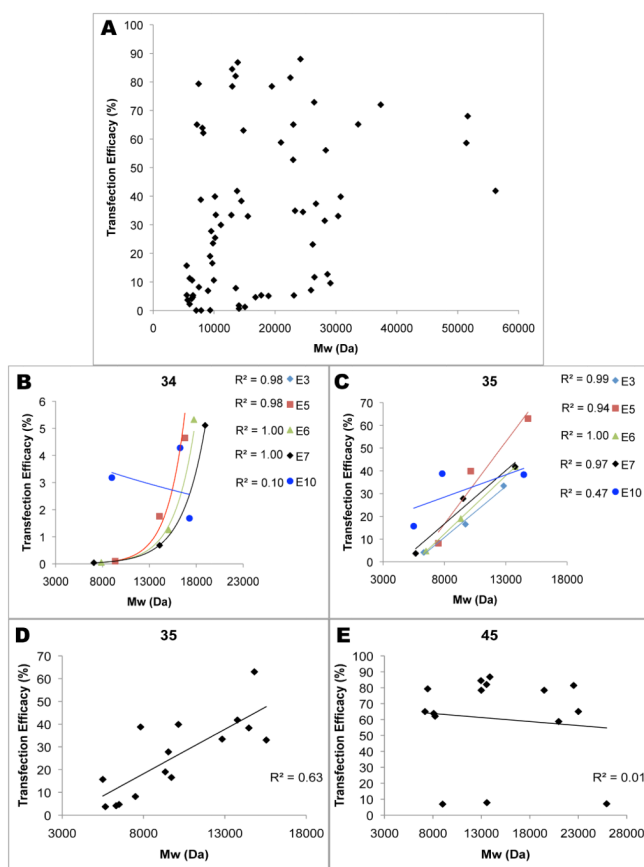 A
Transfection Efficacy (%)
100
90
80
70
60
50
40
30
20
10
0
0 10000 20000 30000 40000 50000 60000
Mw (Da)
B
34
Transfection Efficacy (%)
6
5
4
3
2
1
0
3000 8000 13000 18000 23000
Mw (Da)
R² = 0.98 E3
R² = 0.98 E5
R² = 1.00 E6
R² = 1.00 E7
R² = 0.10 E10
C
35
Transfection Efficacy (%)
70
60
50
40
30
20
10
0
3000 8000 13000 18000
Mw (Da)
R² = 0.99 E3
R² = 0.94 E5
R² = 1.00 E6
R² = 0.97 E7
R² = 0.47 E10
D
35
Transfection Efficacy (%)
70
60
50
40
30
20
10
0
3000 8000 13000 18000
Mw (Da)
R² = 0.63
E
45
Transfection Efficacy (%)
100
90
80
70
60
50
40
30
20
10
0
3000 8000 13000 18000 23000 28000
Mw (Da)
R² = 0.01